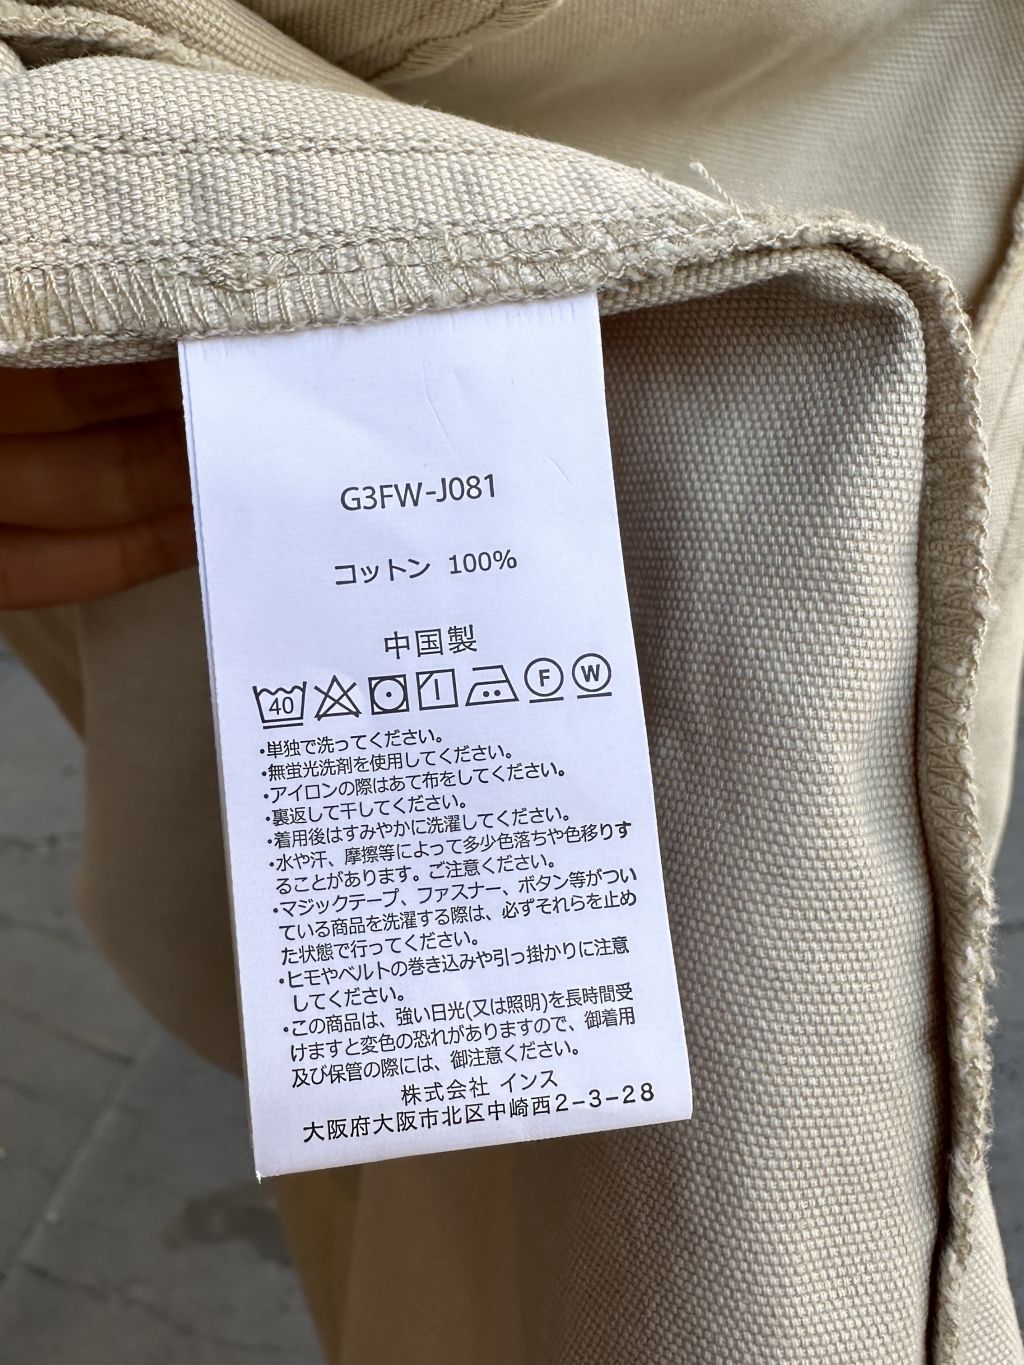 G3FW-J081
コットン 100%
中国製
40 F W
・単独で洗ってください。
・無蛍光洗剤を使用してください。
・アイロンの際はあて布をしてください。
・裏返して干してください。
・着用後はすみやかに洗濯してください。
・水や汗、摩擦等によって多少色落ちや色移りす
ることがあります。ご注意ください。
・マジックテープ、ファスナー、ボタン等がつい
ている商品を洗濯する際は、必ずそれらを止め
た状態で行ってください。
・ヒモやベルトの巻き込みや引っ掛かりに注意
してください。
・この商品は、強い日光(又は照明)を長時間受
けますと変色の恐れがありますので、御着用
及び保管の際には、御注意ください。
株式会社 インス
大阪府大阪市北区中崎西2-3-28